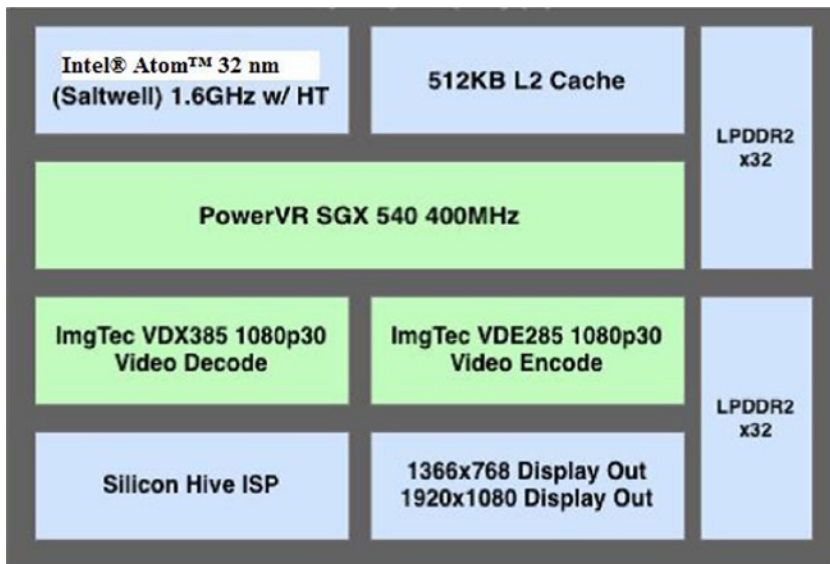 Intel® Atom™ 32 nm
(Saltwell) 1.6GHz w/ HT
512KB L2 Cache
LPDDR2
x32
PowerVR SGX 540 400MHz
ImgTec VDX385 1080p30
Video Decode
ImgTec VDE285 1080p30
Video Encode
LPDDR2
x32
Silicon Hive ISP
1366x768 Display Out
1920x1080 Display Out